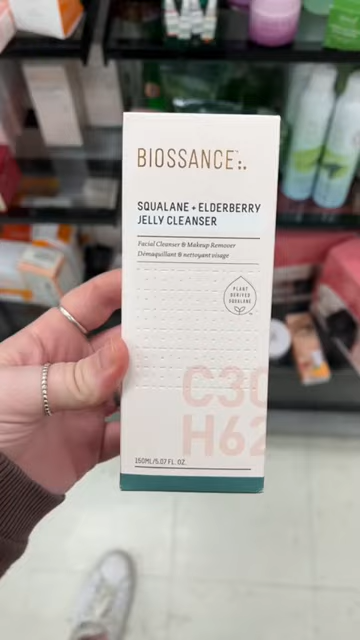 BIOSSANCE
SQUALANE + ELDERBERRY
JELLY CLEANSER
Facial Cleanser & Makeup Remover
Démaquillant & nettoyant visage
PLANT
DERIVED
SQUALANE
C30
H62
150ML/5.07 FL. OZ.